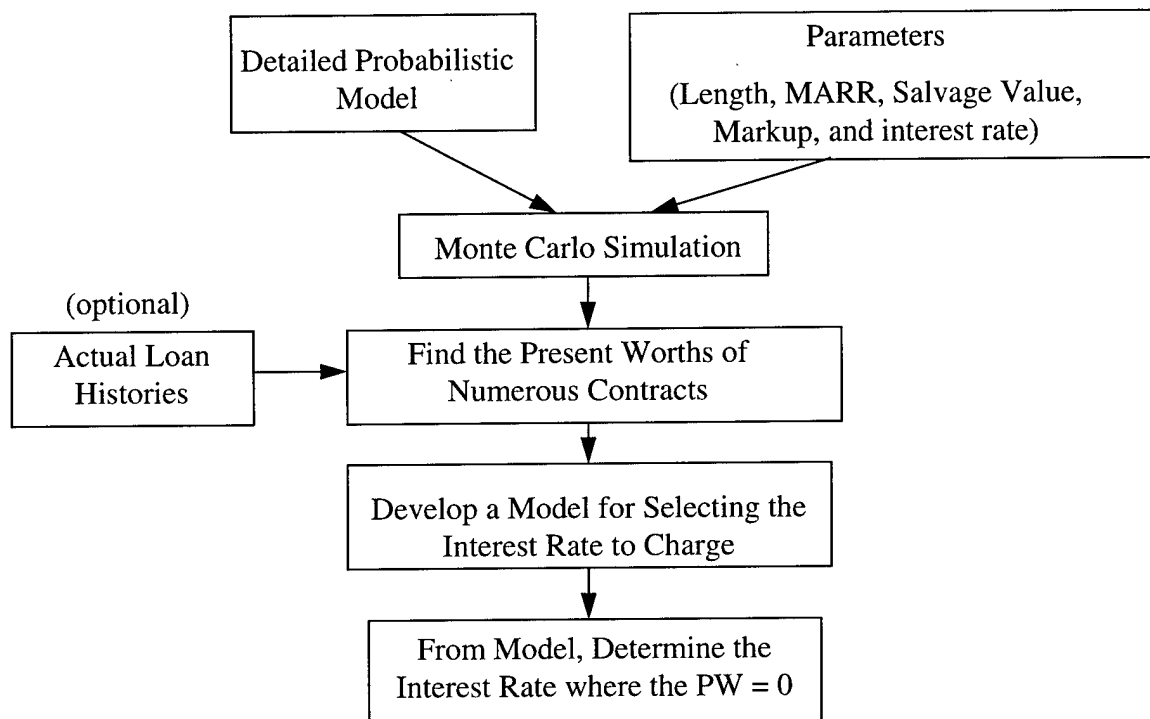 Detailed Probabilistic
Model
Parameters
(Length, MARR, Salvage Value,
Markup, and interest rate)
Monte Carlo Simulation
(optional)
Actual Loan
Histories
Find the Present Worths of
Numerous Contracts
Develop a Model for Selecting the
Interest Rate to Charge
From Model, Determine the
Interest Rate where the PW = 0